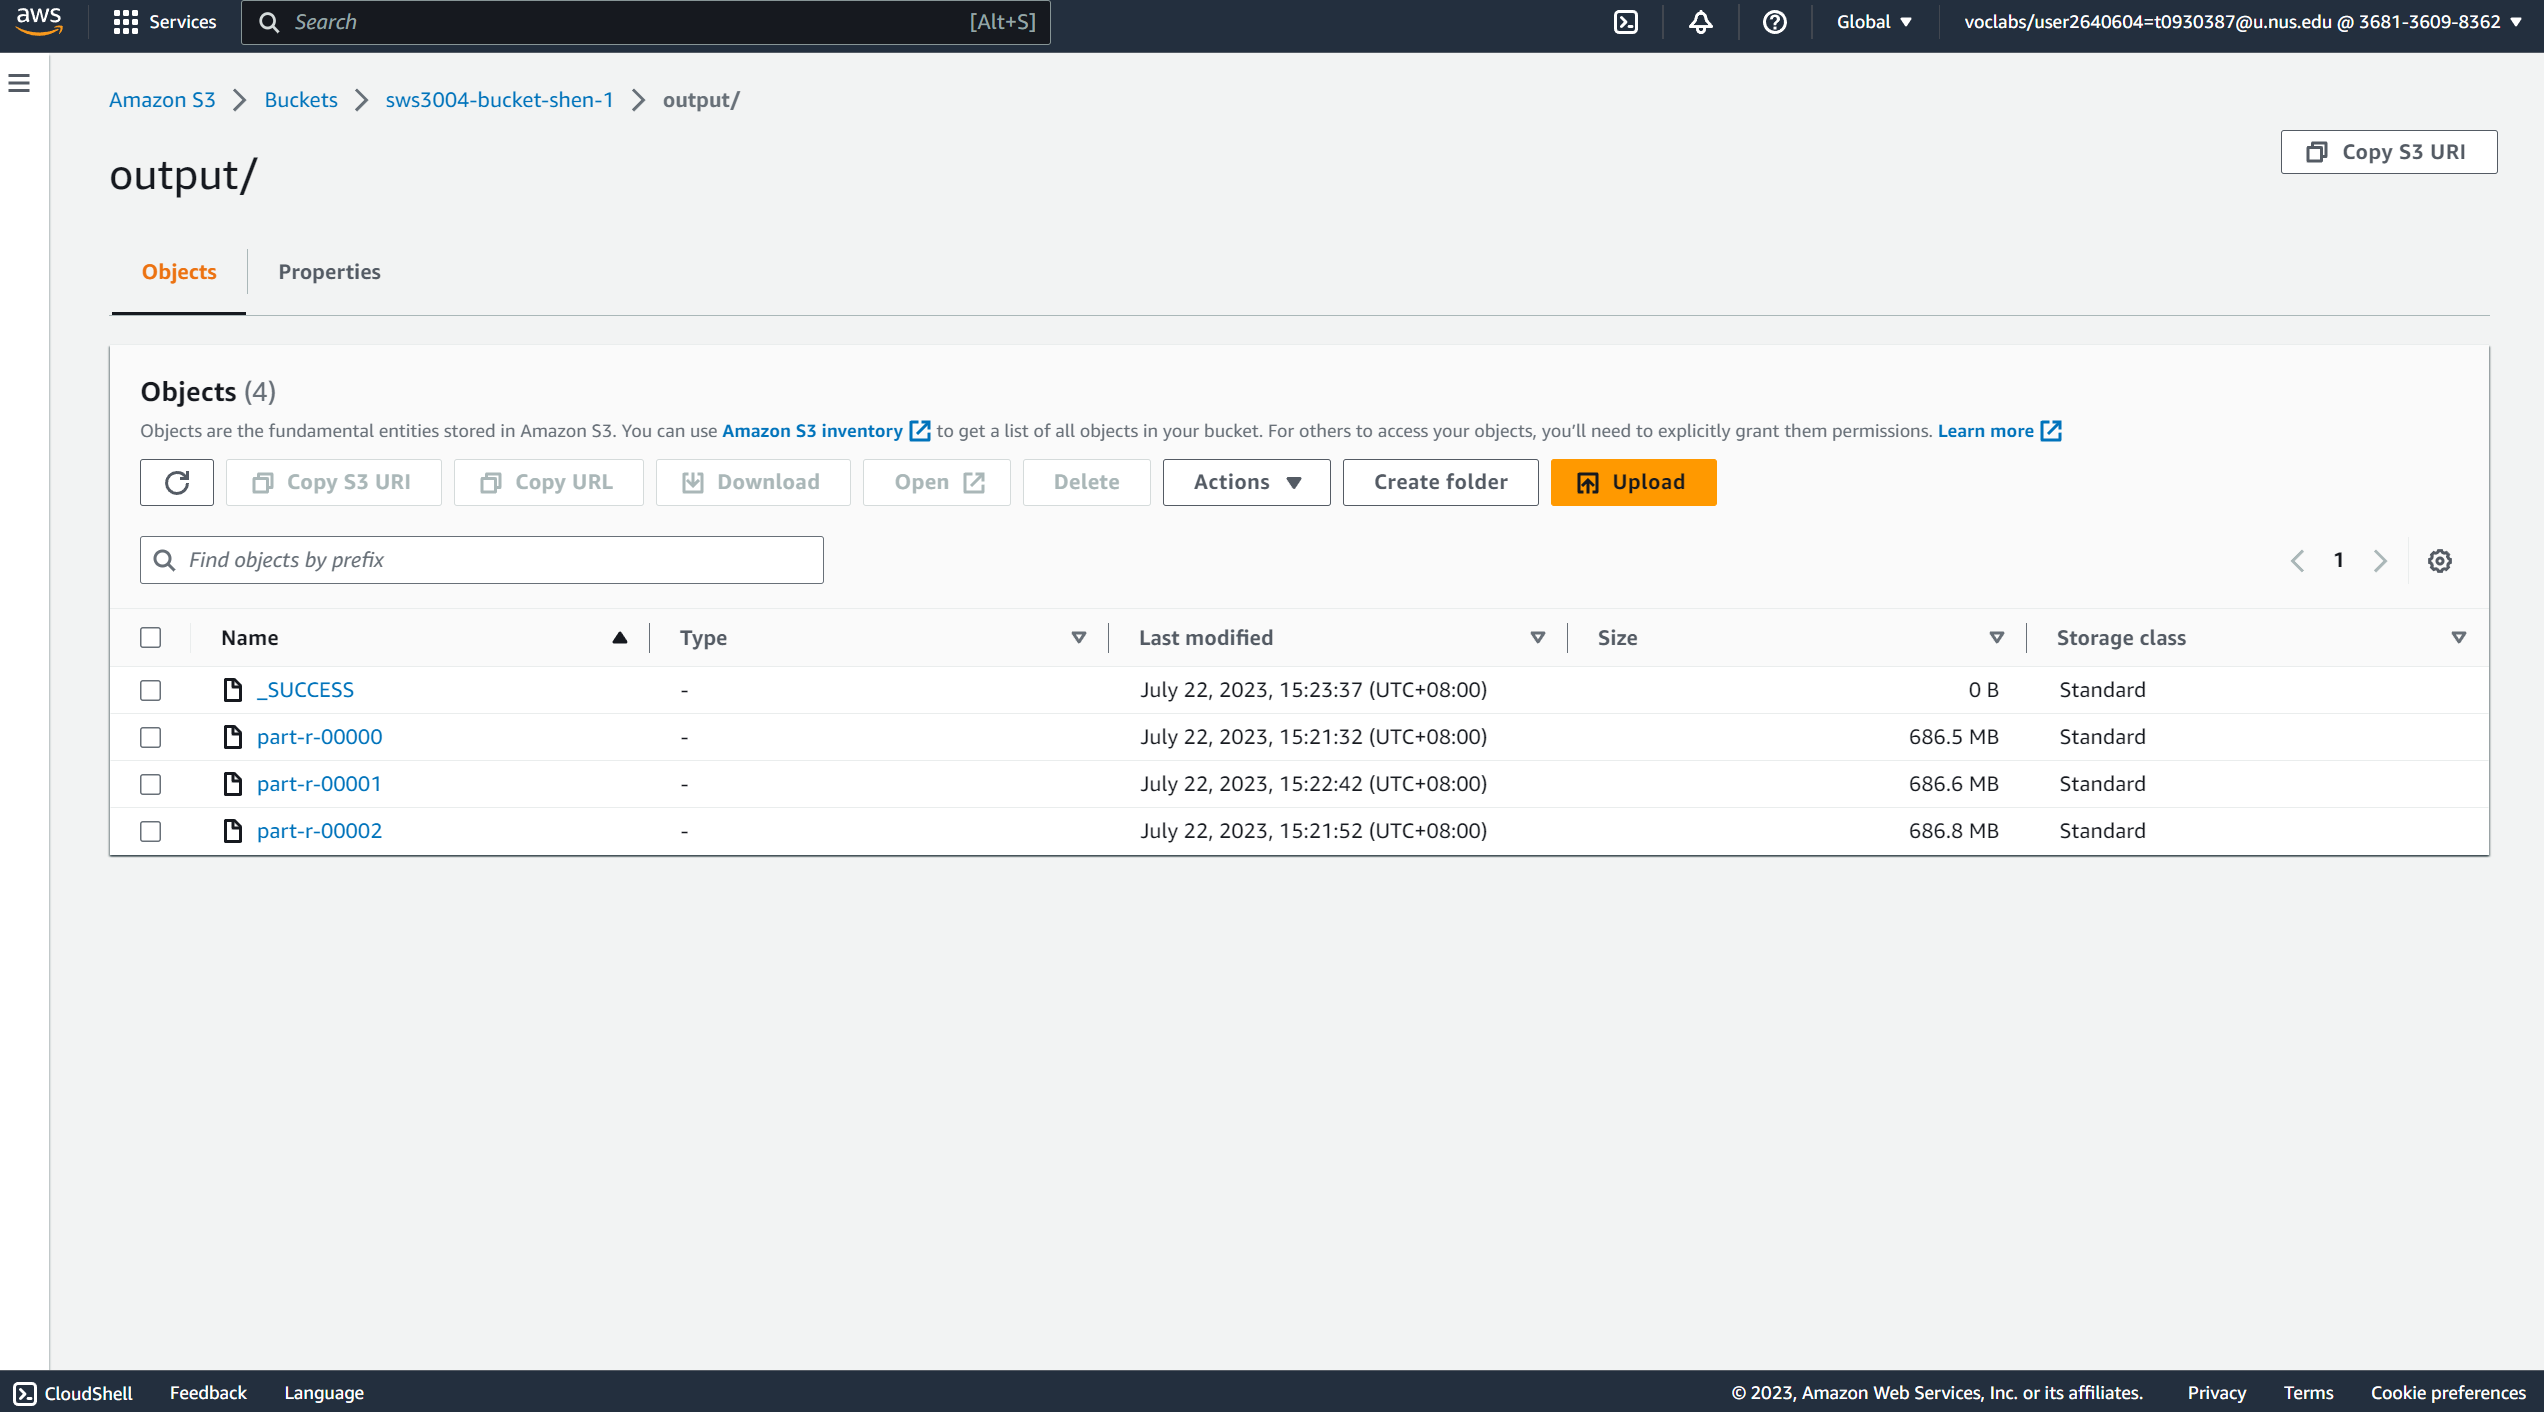 aws Services Search [Alt+S] Global voclabs/user2640604=t0930387@u.nus.edu @ 3681-3609-8362
Amazon S3 Buckets sws3004-bucket-shen-1 output/
output/
Copy S3 URI
Objects Properties
Objects (4)
Objects are the fundamental entities stored in Amazon S3. You can use Amazon S3 inventory to get a list of all objects in your bucket. For others to access your objects, you'll need to explicitly grant them permissions. Learn more
Copy S3 URI Copy URL Download Open Delete Actions Create folder Upload
Find objects by prefix 1
Name Type Last modified Size Storage class
_SUCCESS - July 22, 2023, 15:23:37 (UTC+08:00) 0 B Standard
part-r-00000 - July 22, 2023, 15:21:32 (UTC+08:00) 686.5 MB Standard
part-r-00001 - July 22, 2023, 15:22:42 (UTC+08:00) 686.6 MB Standard
part-r-00002 - July 22, 2023, 15:21:52 (UTC+08:00) 686.8 MB Standard
CloudShell Feedback Language © 2023, Amazon Web Services, Inc. or its affiliates. Privacy Terms Cookie preferences